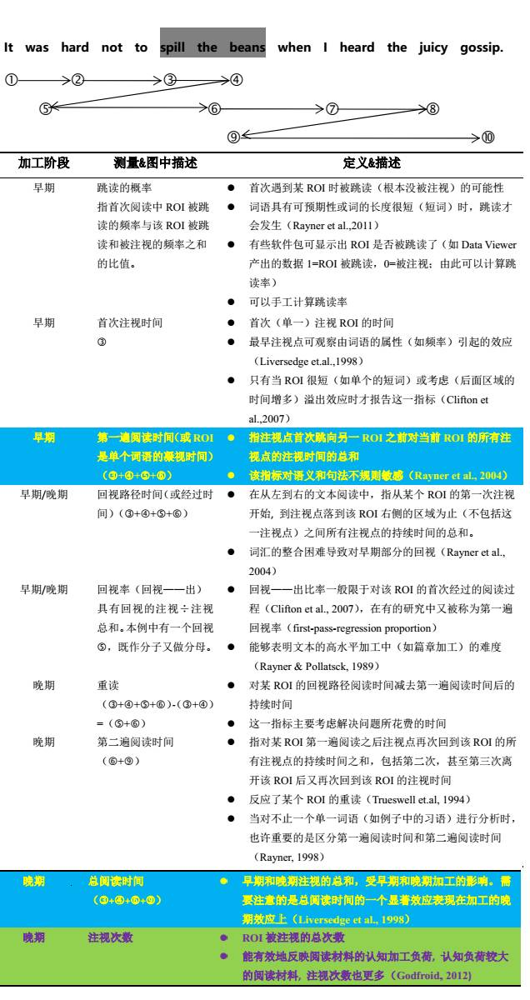 It was hard not to spill the beans when I heard the juicy gossip.
① ② ③ ④
⑤ ⑥ ⑦ ⑧
⑨ ⑩
加工阶段 测量&图中描述 定义&描述
早期
跳读的概率
指首次阅读中 ROI 被跳
读的频率与该 ROI 被跳
读和被注视的频率之和
的比值。
● 首次遇到某 ROI 时被跳读（根本没被注视）的可能性
● 词语具有可预期性或词的长度很短（短词）时，跳读才
会发生（Rayner et al.,2011）
● 有些软件包可显示出 ROI 是否被跳读了（如 Data Viewer
产出的数据 1=ROI 被跳读，0=被注视；由此可以计算跳
读率）
● 可以手工计算跳读率
早期
首次注视时间
③
● 首次（单一）注视 ROI 的时间
● 最早注视点可观察由词语的属性（如频率）引起的效应
（Liversedge et.al.,1998）
● 只有当 ROI 很短（如单个的短词）或考虑（后面区域的
时间增多）溢出效应时才报告这一指标（Clifton et
al.,2007）
早期
第一遍阅读时间(或 ROI
是单个词语的凝视时间)
（③+④+⑤+⑥）
● 指注视点首次跳向另一 ROI 之前对当前 ROI 的所有注
视点的注视时间的总和
● 该指标对语义和句法不规则敏感（Rayner et al., 2004）
早期/晚期
回视路径时间(或经过时
间)（③+④+⑤+⑥）
● 在从左到右的文本阅读中，指从某个 ROI 的第一次注视
开始, 到注视点落到该 ROI 右侧的区域为止（不包括这
一注视点）之间所有注视点的持续时间的总和。
● 词汇的整合困难导致对早期部分的回视（Rayner et al.,
2004）
早期/晚期
回视率（回视——出）
具有回视的注视÷注视
总和。本例中有一个回视
⑤，既作分子又做分母。
● 回视——出比率一般限于对该 ROI 的首次经过的阅读过
程（Clifton et al., 2007），在有的研究中又被称为第一遍
回视率（first-pass-regression proportion）
● 能够表明文本的高水平加工中（如篇章加工）的难度
（Rayner & Pollatsck, 1989）
晚期
重读
（③+④+⑤+⑥）-（③+④）
=（⑤+⑥）
● 对某 ROI 的回视路径阅读时间减去第一遍阅读时间后的
持续时间
● 这一指标主要考虑解决问题所花费的时间
晚期
第二遍阅读时间
（⑥+⑨）
● 指对某 ROI 第一遍阅读之后注视点再次回到该 ROI 的所
有注视点的持续时间之和，包括第二次，甚至第三次离
开该 ROI 后又再次回到该 ROI 的注视时间
● 反应了某个 ROI 的重读（Trueswell et.al, 1994）
● 当对不止一个单一词语（如例子中的习语）进行分析时，
也许重要的是区分第一遍阅读时间和第二遍阅读时间
（Rayner, 1998）
晚期
总阅读时间
（③+④+⑥+⑨）
● 早期和晚期注视的总和，受早期和晚期加工的影响。需
要注意的是总阅读时间的一个显著效应表现在加工的晚
期效应上（Liversedge et al., 1998）
晚期
注视次数
● ROI 被注视的总次数
● 能有效地反映阅读材料的认知加工负荷, 认知负荷较大
的阅读材料, 注视次数也更多（Godfroid, 2012)